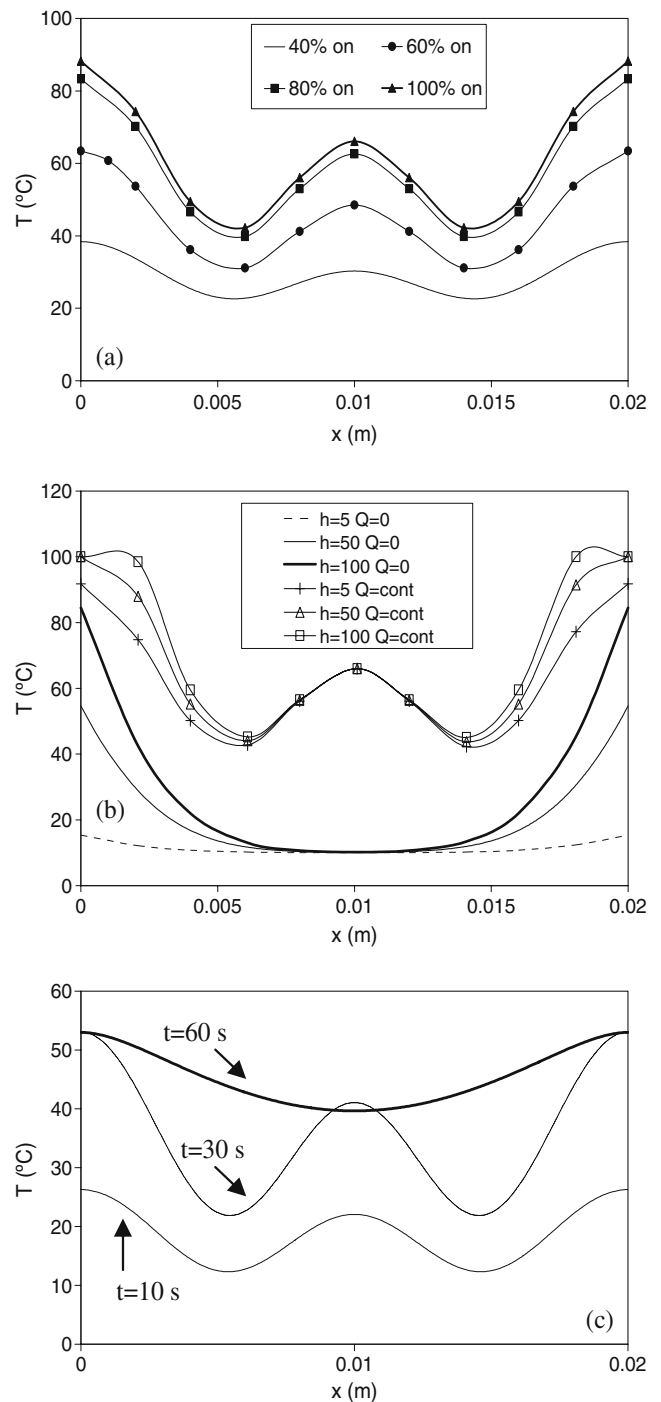 100
80
60
40
20
0
T (ºC)
40% on
60% on
80% on
100% on
(a)
0
0.005
0.01
0.015
0.02
x (m)
120
100
80
60
40
20
0
T (ºC)
h=5 Q=0
h=50 Q=0
h=100 Q=0
h=5 Q=cont
h=50 Q=cont
h=100 Q=cont
(b)
0
0.005
0.01
0.015
0.02
x (m)
60
50
40
30
20
10
0
T (ºC)
t=60 s
t=30 s
t=10 s
(c)
0
0.01
0.02
x (m)